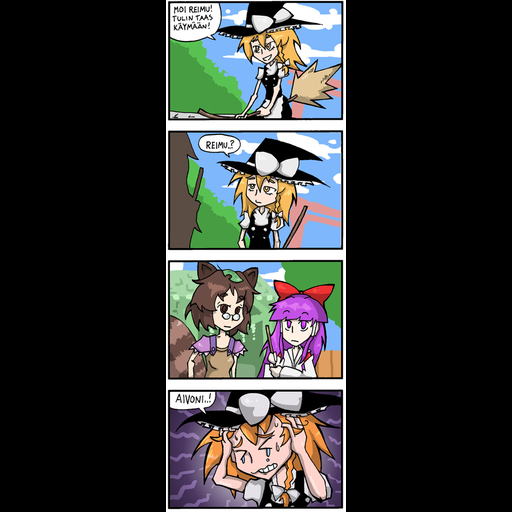 MOI REIMU!
TULIN TAAS
KÄYMÄÄN!
REIMU..?
AIVONI..!